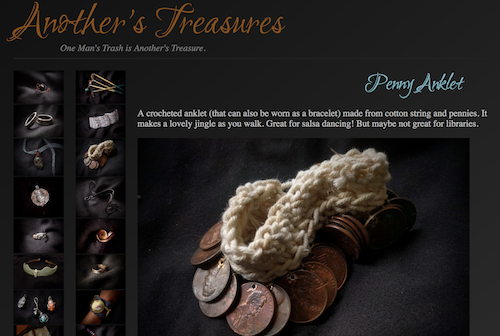 Another's Treasures
One Man's Trash is Another's Treasure.
Penny Anklet
A crocheted anklet (that can also be worn as a bracelet) made from cotton string and pennies. It
makes a lovely jingle as you walk. Great for salsa dancing! But maybe not great for libraries.